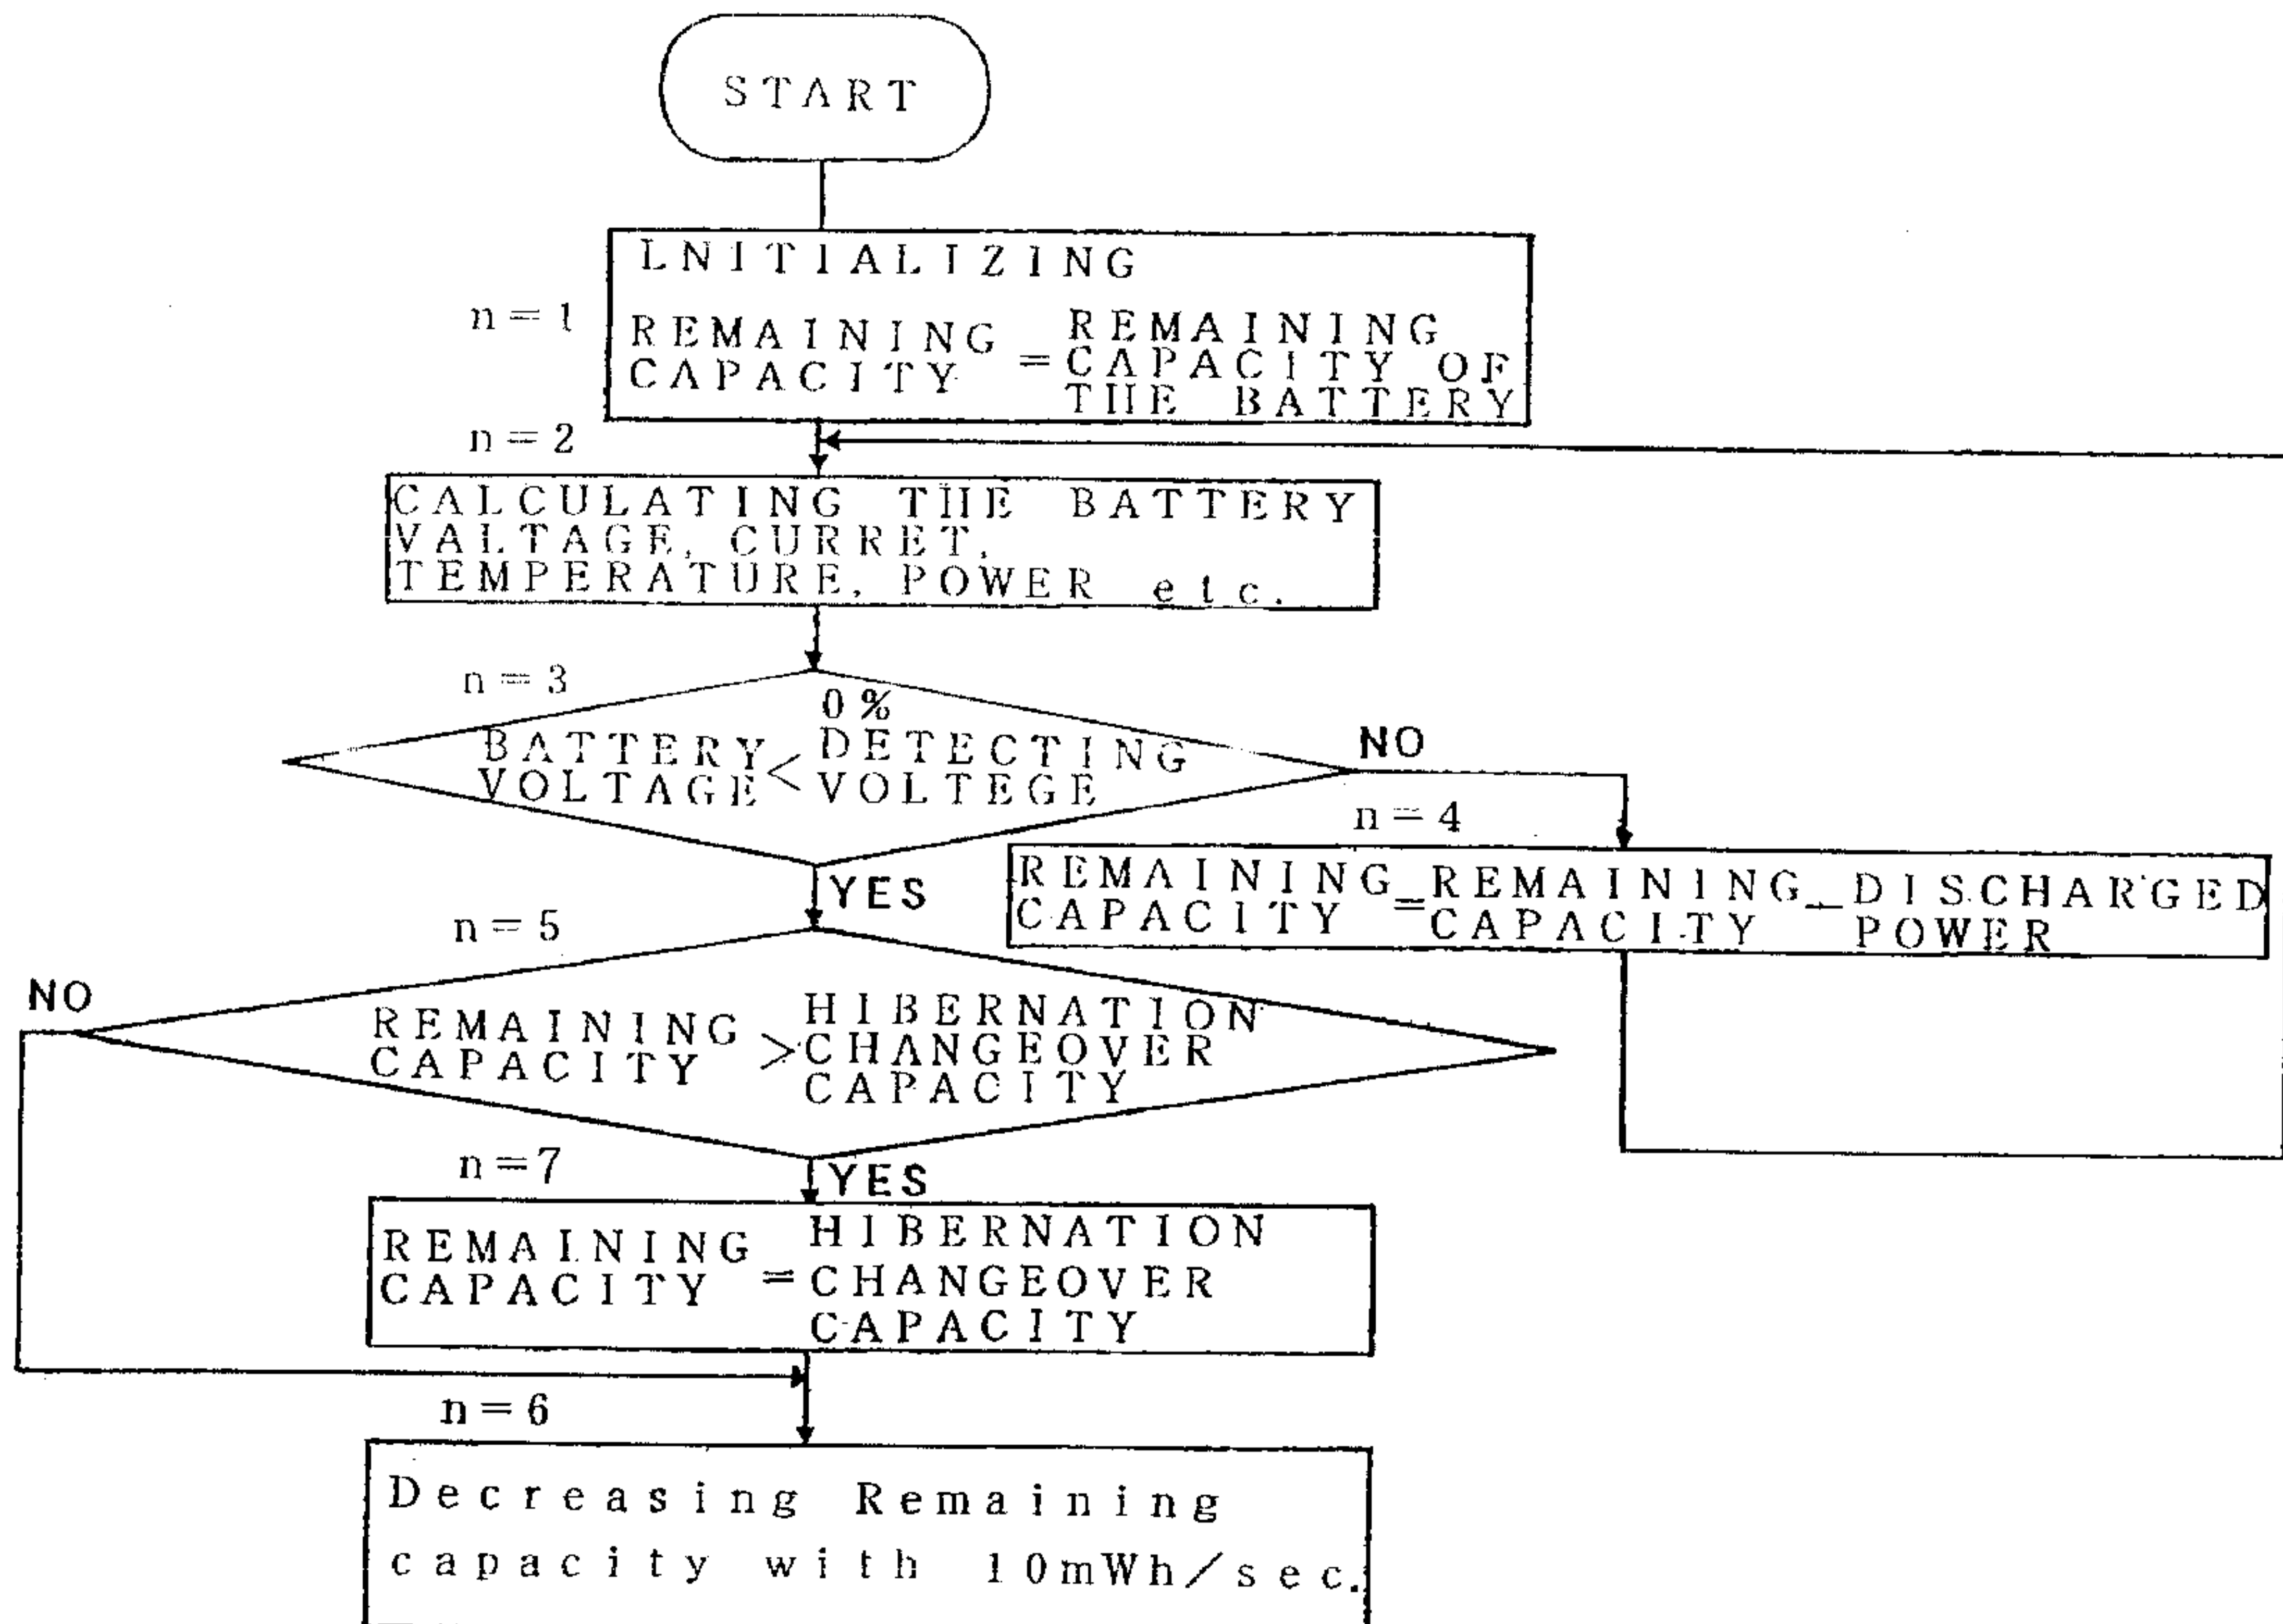 START
LNITIALIZING
n=1
REMAINING CAPACITY = REMAINING CAPACITY OF THE BATTERY
n=2
CALCULATING THE BATTERY
VALTAGE, CURRET,
TEMPERATURE, POWER etc.
n=3
BATTERY VOLTAGE < 0% DETECTING VOLTEGE
NO
n=4
REMAINING CAPACITY = REMAINING CAPACITY - DISCHARGED POWER
YES
n=5
NO
REMAINING CAPACITY > HIBERNATION CHANGEOVER CAPACITY
n=7
YES
REMAINING CAPACITY = HIBERNATION CHANGEOVER CAPACITY
n=6
Decreasing Remaining
capacity with 10mWh/sec.